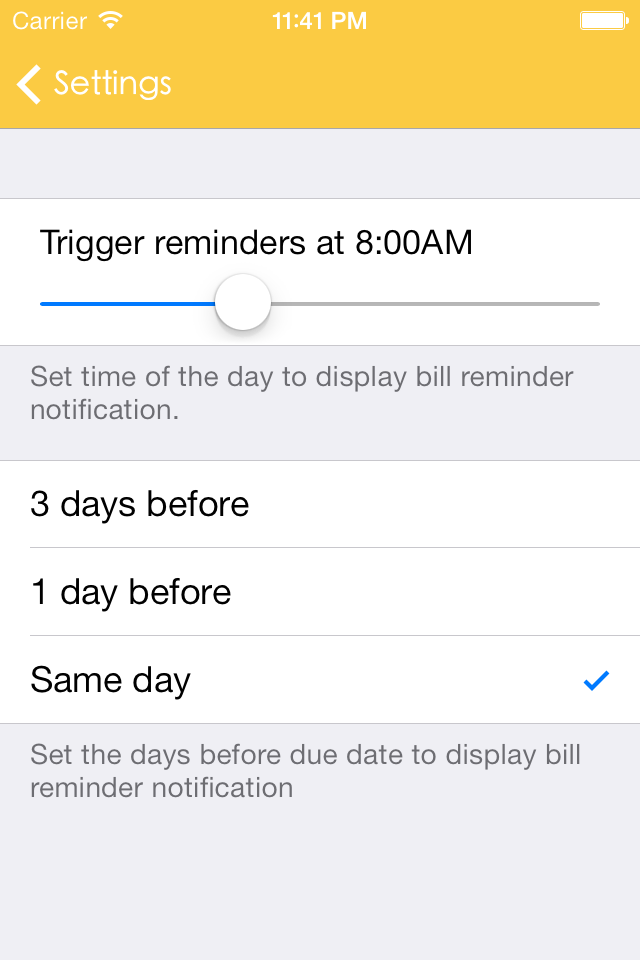 Carrier 11:41 PM
Settings
Trigger reminders at 8:00AM
Set time of the day to display bill reminder
notification.
3 days before
1 day before
Same day
Set the days before due date to display bill
reminder notification